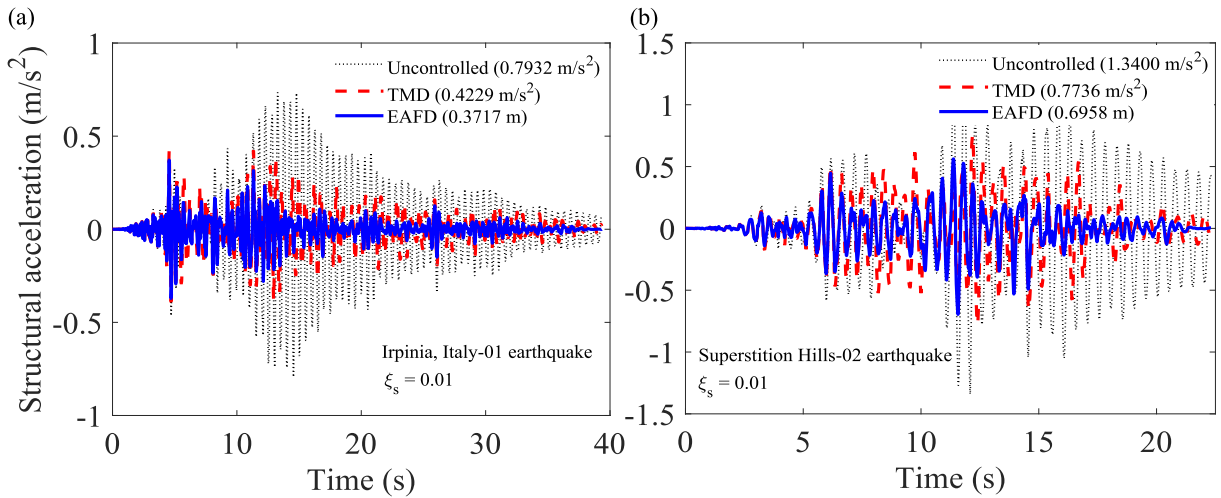 (a)
Structural acceleration (m/s²)
1
0.5
0
-0.5
-1
Uncontrolled (0.7932 m/s²)
TMD (0.4229 m/s²)
EAFD (0.3717 m)
Irpinia, Italy-01 earthquake
ξs = 0.01
0 10 20 30 40
Time (s)
(b)
1.5
1
0.5
0
-0.5
-1
-1.5
Uncontrolled (1.3400 m/s²)
TMD (0.7736 m/s²)
EAFD (0.6958 m)
Superstition Hills-02 earthquake
ξs = 0.01
0 5 10 15 20
Time (s)